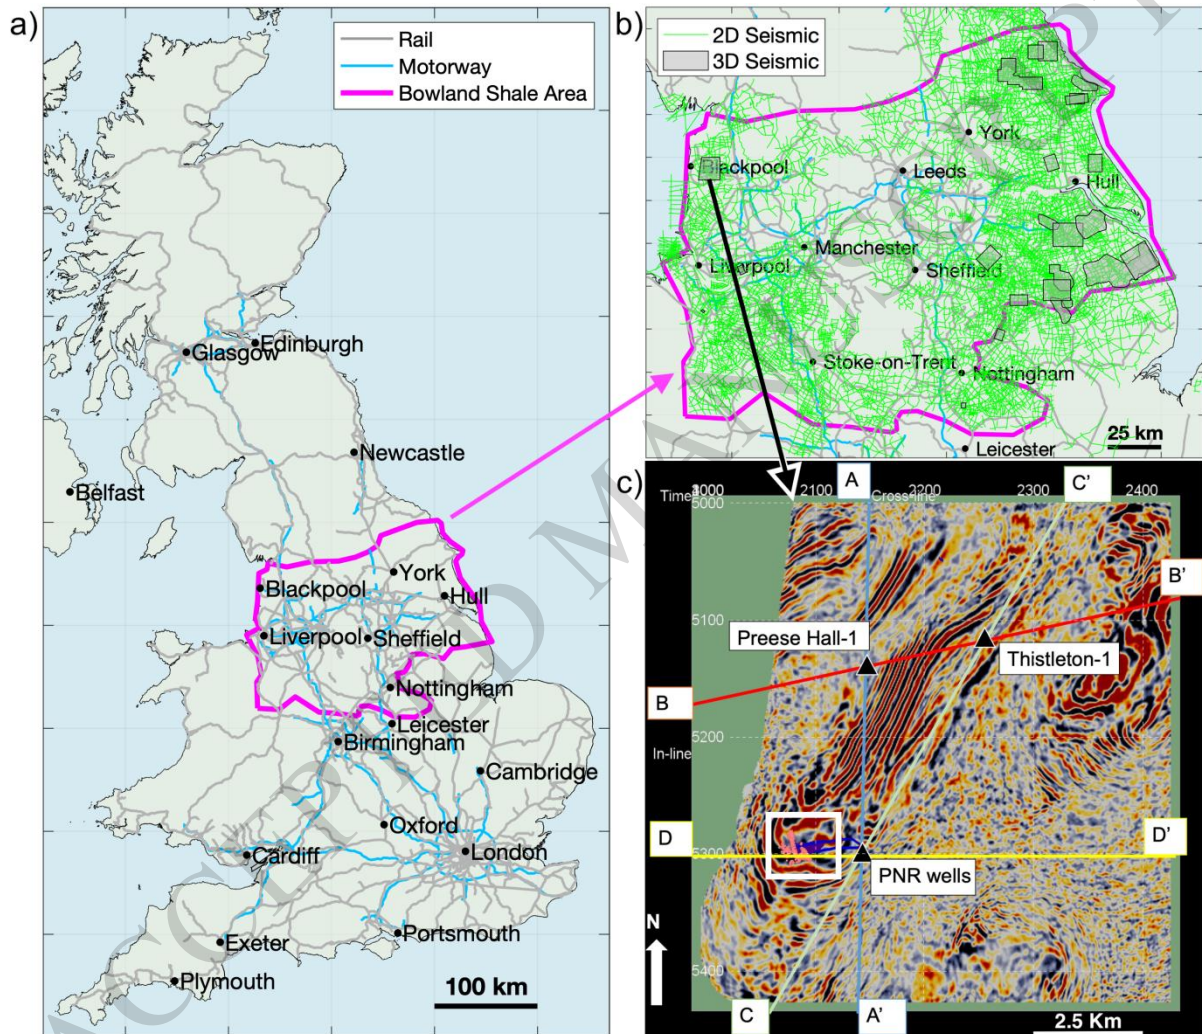 a)
Rail
Motorway
Bowland Shale Area
Glasgow
Edinburgh
Newcastle
Belfast
York
Blackpool
Hull
Liverpool
Sheffield
Nottingham
Leicester
Birmingham
Cambridge
Oxford
Cardiff
London
Exeter
Portsmouth
Plymouth
100 km
b)
2D Seismic
3D Seismic
York
Blackpool
Leeds
Hull
Manchester
Liverpool
Sheffield
Stoke-on-Trent
Nottingham
Leicester
25 km
c)
A
C'
2100
Cross-line
2300
2400
5000
B'
5100
Preese Hall-1
Thistleton-1
B
5200
In-line
D
D'
5300
PNR wells
N
5400
C
A'
2.5 Km